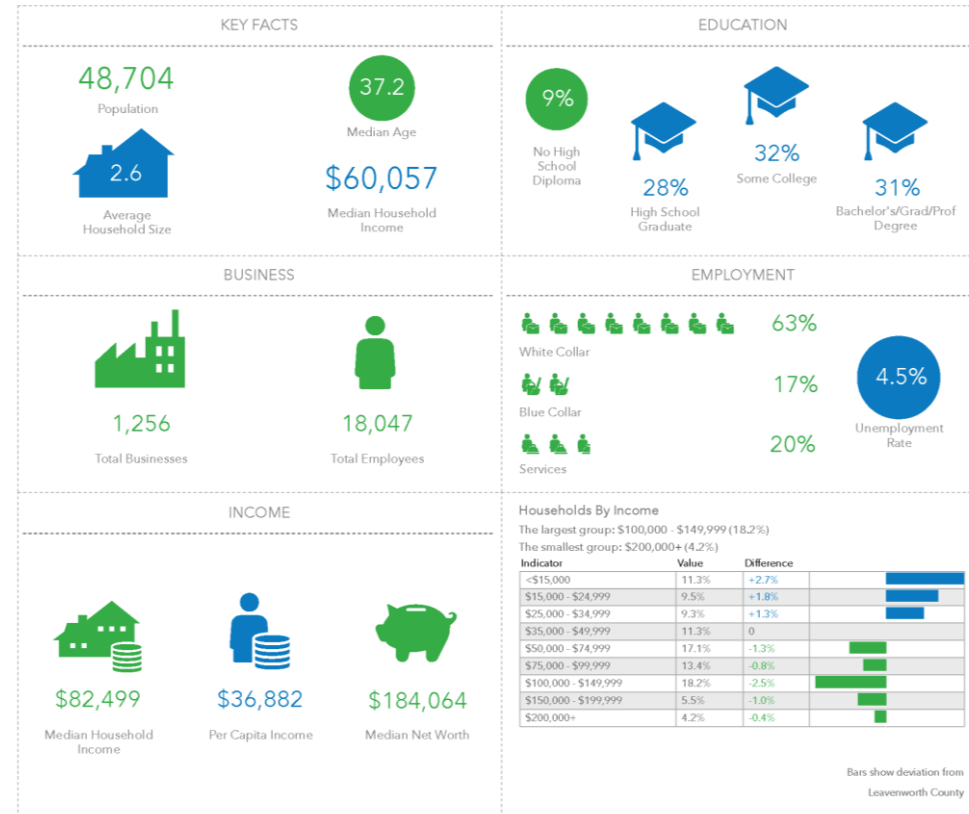 KEY FACTS
48,704
Population
37.2
Median Age
2.6
Average
Household Size
$60,057
Median Household
Income
EDUCATION
9%
No High
School
Diploma
28%
High School
Graduate
32%
Some College
31%
Bachelor's/Grad/Prof
Degree
BUSINESS
1,256
Total Businesses
18,047
Total Employees
EMPLOYMENT
63%
White Collar
17%
Blue Collar
20%
Services
4.5%
Unemployment
Rate
INCOME
$82,499
Median Household
Income
$36,882
Per Capita Income
$184,064
Median Net Worth
Households By Income
The largest group: $100,000 - $149,999 (18.2%)
The smallest group: $200,000+ (4.2%)
Indicator Value Difference
<$15,000 11.3% +2.7%
$15,000 - $24,999 9.5% +1.8%
$25,000 - $34,999 9.3% +1.3%
$35,000 - $49,999 11.3% 0
$50,000 - $74,999 17.1% -1.3%
$75,000 - $99,999 13.4% -0.8%
$100,000 - $149,999 18.2% -2.5%
$150,000 - $199,999 5.5% -1.0%
$200,000+ 4.2% -0.4%
Bars show deviation from
Leavenworth County